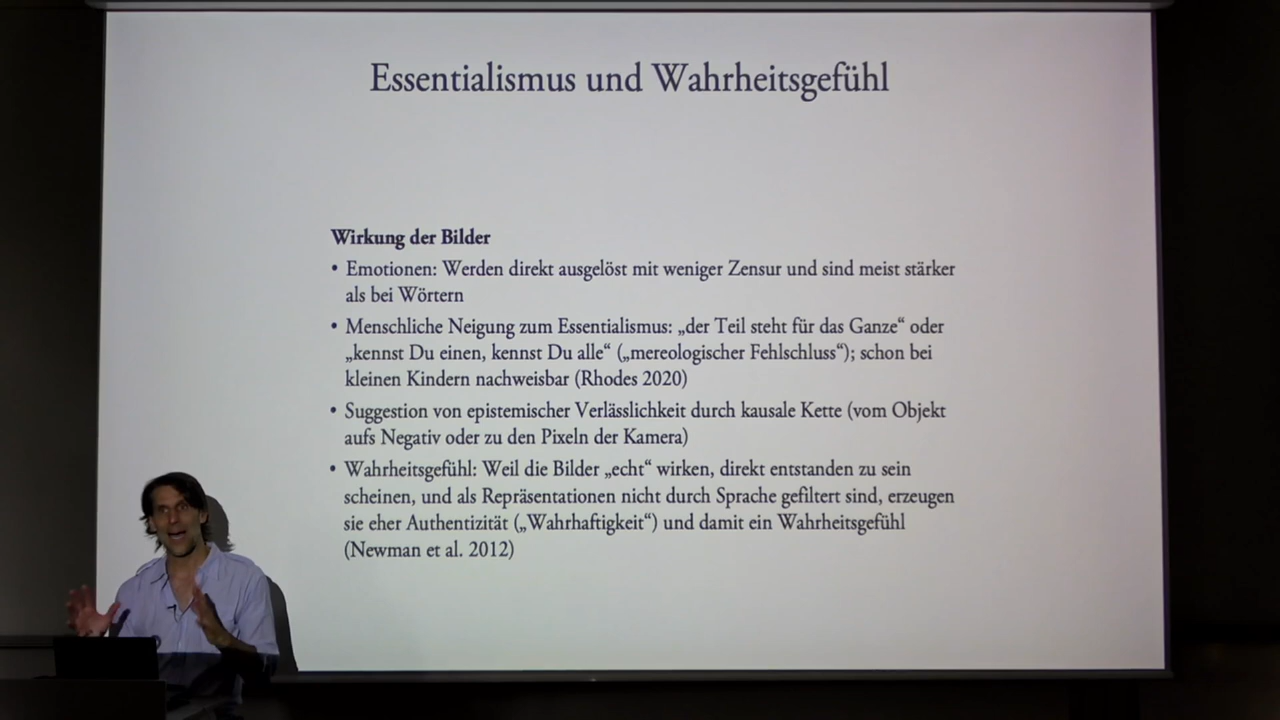 Essentialismus und Wahrheitsgefühl
Wirkung der Bilder
• Emotionen: Werden direkt ausgelöst mit weniger Zensur und sind meist stärker
als bei Wörtern
• Menschliche Neigung zum Essentialismus: „der Teil steht für das Ganze“ oder
„kennst Du einen, kennst Du alle“ („mereologischer Fehlschluss“); schon bei
kleinen Kindern nachweisbar (Rhodes 2020)
• Suggestion von epistemischer Verlässlichkeit durch kausale Kette (vom Objekt
aufs Negativ oder zu den Pixeln der Kamera)
• Wahrheitsgefühl: Weil die Bilder „echt“ wirken, direkt entstanden zu sein
scheinen, und als Repräsentationen nicht durch Sprache gefiltert sind, erzeugen
sie eher Authentizität („Wahrhaftigkeit“) und damit ein Wahrheitsgefühl
(Newman et al. 2012)